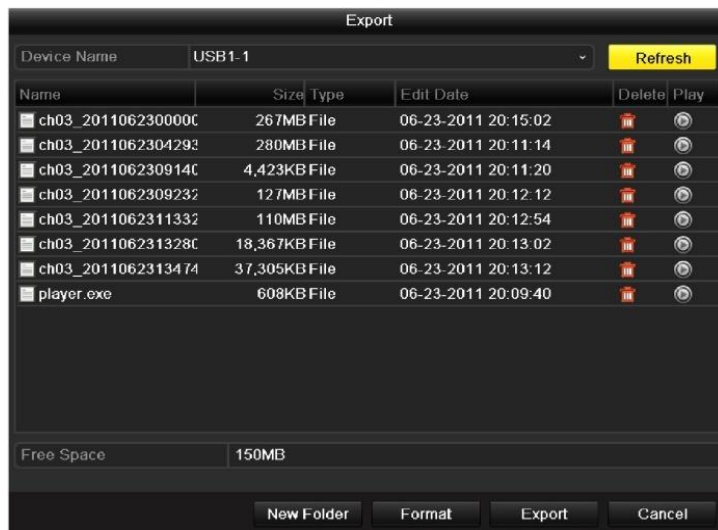 Export
Device Name USB1-1 Refresh
Name Size Type Edit Date Delete Play
ch03_2011062300000C 267MB File 06-23-2011 20:15:02
ch03_2011062304293 280MB File 06-23-2011 20:11:14
ch03_2011062309140C 4,423KB File 06-23-2011 20:11:20
ch03_2011062309232 127MB File 06-23-2011 20:12:12
ch03_2011062311332 110MB File 06-23-2011 20:12:54
ch03_201106231328C 18,367KB File 06-23-2011 20:13:02
ch03_2011062313474 37,305KB File 06-23-2011 20:13:12
player.exe 608KB File 06-23-2011 20:09:40
Free Space 150MB
New Folder Format Export Cancel